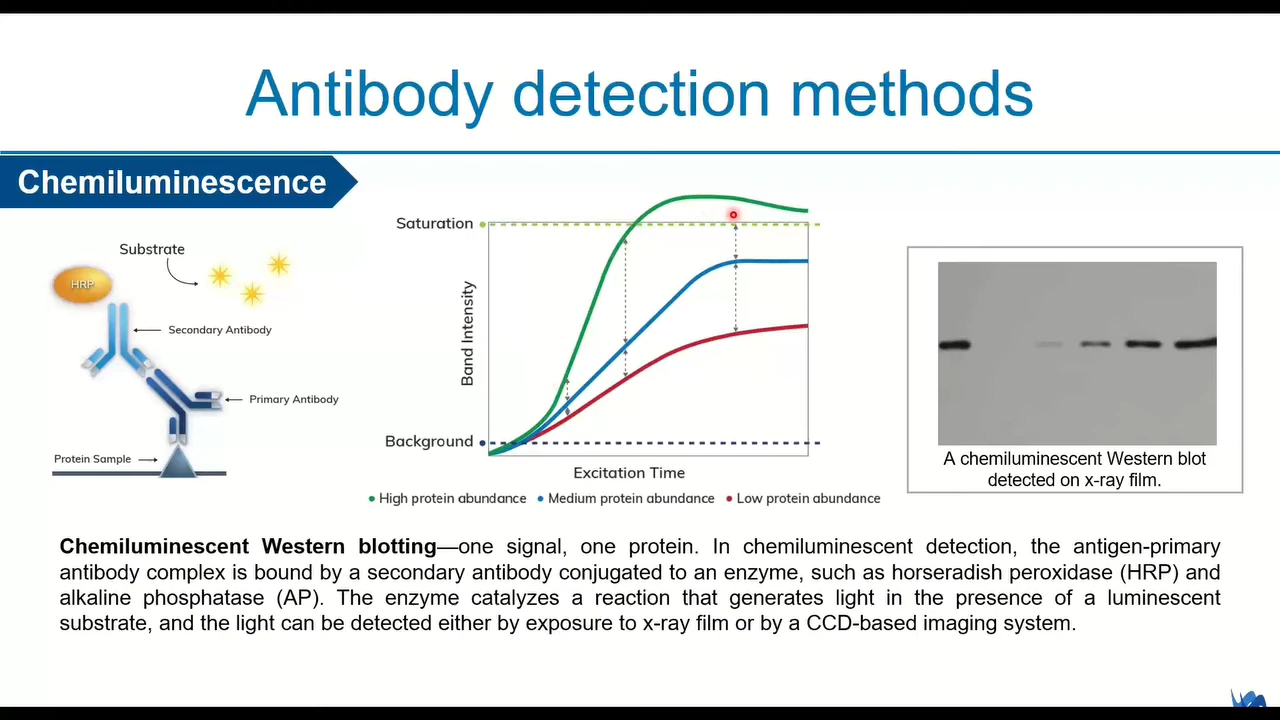 Antibody detection methods
Chemiluminescence
Substrate
HRP
Secondary Antibody
Primary Antibody
Protein Sample
Saturation
Band Intensity
Background
Excitation Time
High protein abundance
Medium protein abundance
Low protein abundance
A chemiluminescent Western blot
detected on x-ray film.
Chemiluminescent Western blotting—one signal, one protein. In chemiluminescent detection, the antigen-primary
antibody complex is bound by a secondary antibody conjugated to an enzyme, such as horseradish peroxidase (HRP) and
alkaline phosphatase (AP). The enzyme catalyzes a reaction that generates light in the presence of a luminescent
substrate, and the light can be detected either by exposure to x-ray film or by a CCD-based imaging system.